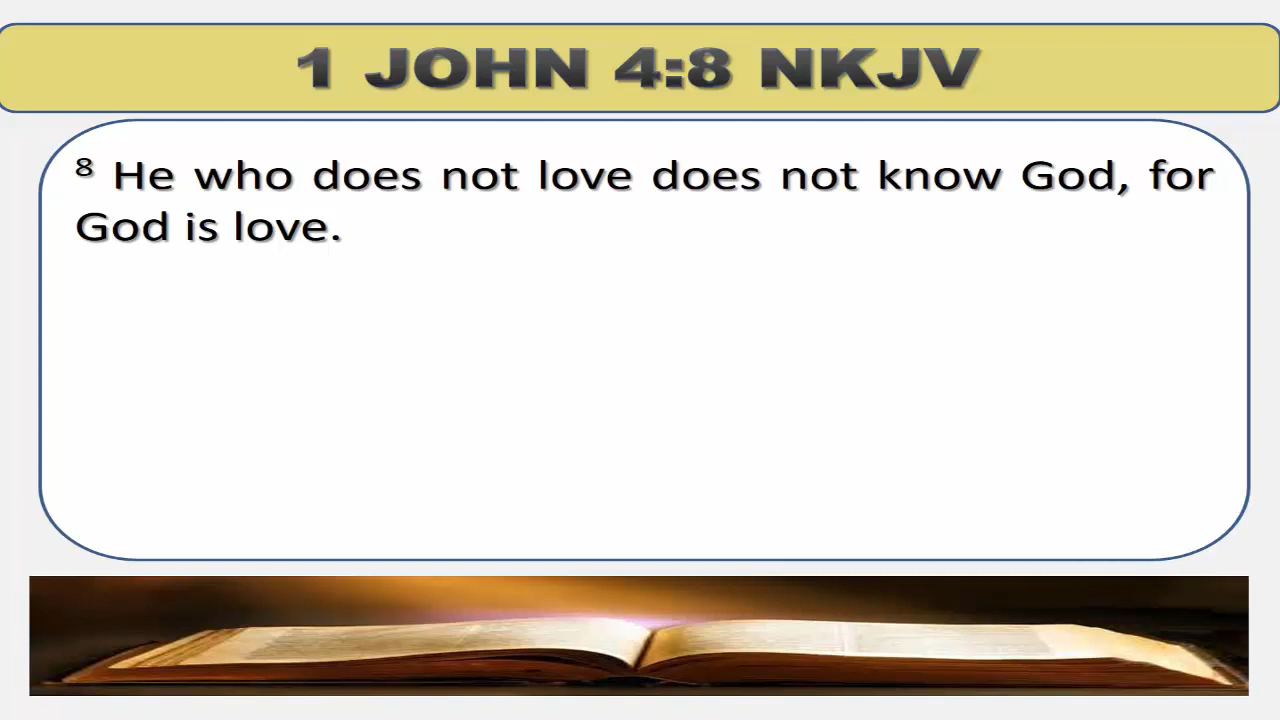 1 JOHN 4:8 NKJV
8 He who does not love does not know God, for
God is love.